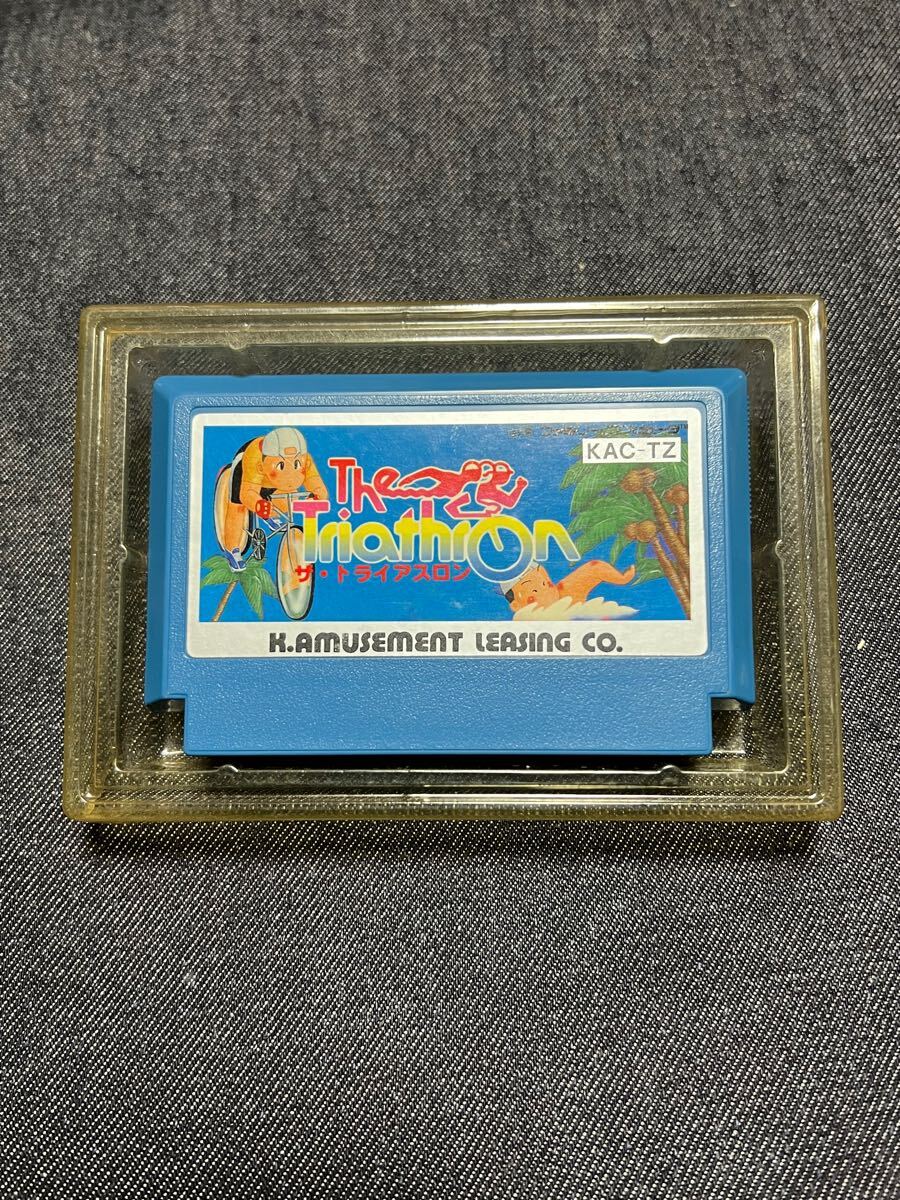 KAC-TZ
The
Triathron
ザ・トライアスロン
K.AMUSEMENT LEASING CO.